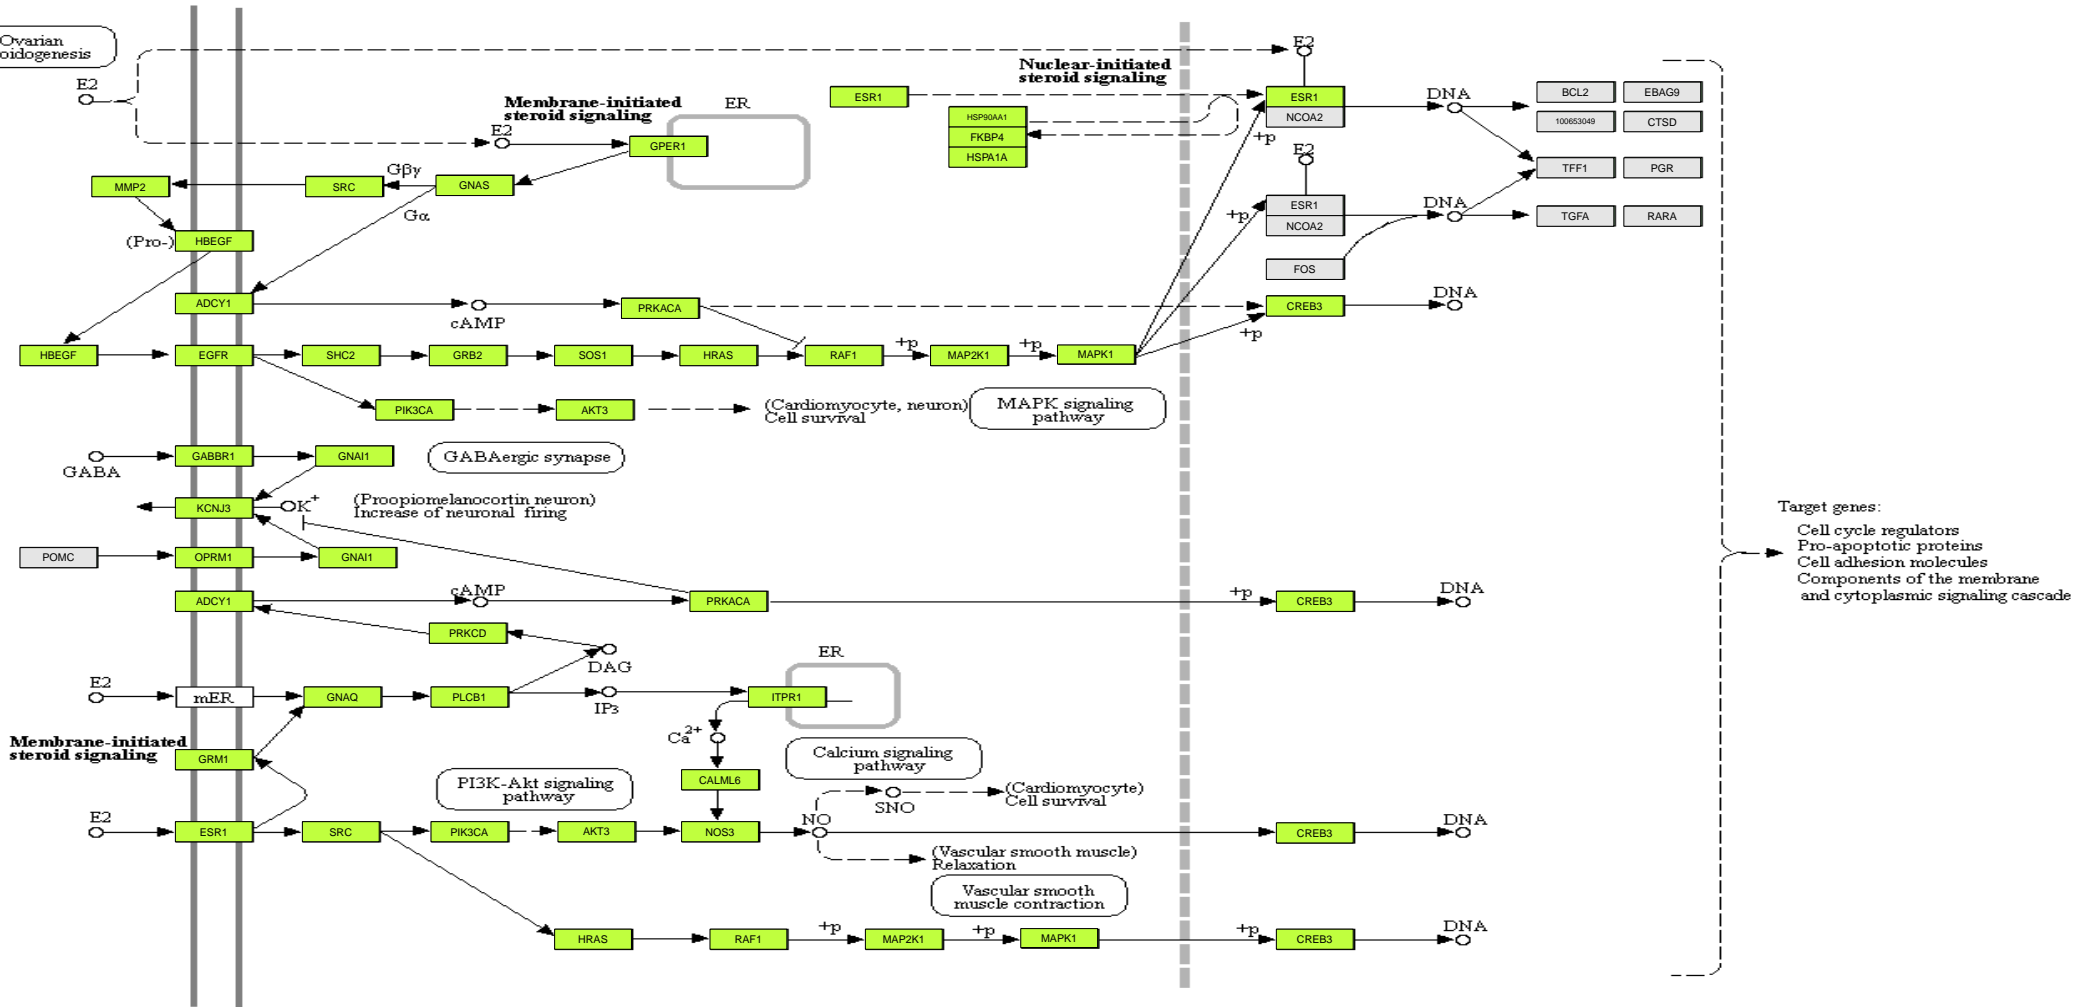 Ovarian
oidogenesis
E2
E2
Nuclear-initiated
steroid signaling
Membrane-initiated
steroid signaling
ER
ESR1
ESR1
NCOA2
DNA
BCL2
EBAG9
HSP90AA1
FKBP4
HSPA1A
100653049
CTSD
+p
E2
GPER1
E2
TFF1
PGR
MMP2
SRC
Gβγ
GNAS
Gα
ESR1
NCOA2
+p
DNA
TGFA
RARA
(Pro-)
HBEGF
FOS
ADCY1
cAMP
PRKACA
CREB3
DNA
+p
HBEGF
EGFR
SHC2
GRB2
SOS1
HRAS
RAF1
+p
MAP2K1
+p
MAPK1
PIK3CA
AKT3
(Cardiomyocyte, neuron)
Cell survival
MAPK signaling
pathway
GABA
GABBR1
GNAI1
GABAergic synapse
KCNJ3
K+
(Proopiomelanocortin neuron)
Increase of neuronal firing
Target genes:
Cell cycle regulators
Pro-apoptotic proteins
Cell adhesion molecules
Components of the membrane
and cytoplasmic signaling cascade
POMC
OPRM1
GNAI1
ADCY1
cAMP
PRKACA
+p
CREB3
DNA
PRKCD
DAG
ER
E2
mER
GNAQ
PLCB1
IP3
ITPR1
Ca2+
Membrane-initiated
steroid signaling
GRM1
PI3K-Akt signaling
pathway
CALML6
Calcium signaling
pathway
SNO
(Cardiomyocyte)
Cell survival
E2
ESR1
SRC
PIK3CA
AKT3
NOS3
NO
CREB3
DNA
(Vascular smooth muscle)
Relaxation
Vascular smooth
muscle contraction
HRAS
RAF1
+p
MAP2K1
+p
MAPK1
+p
CREB3
DNA